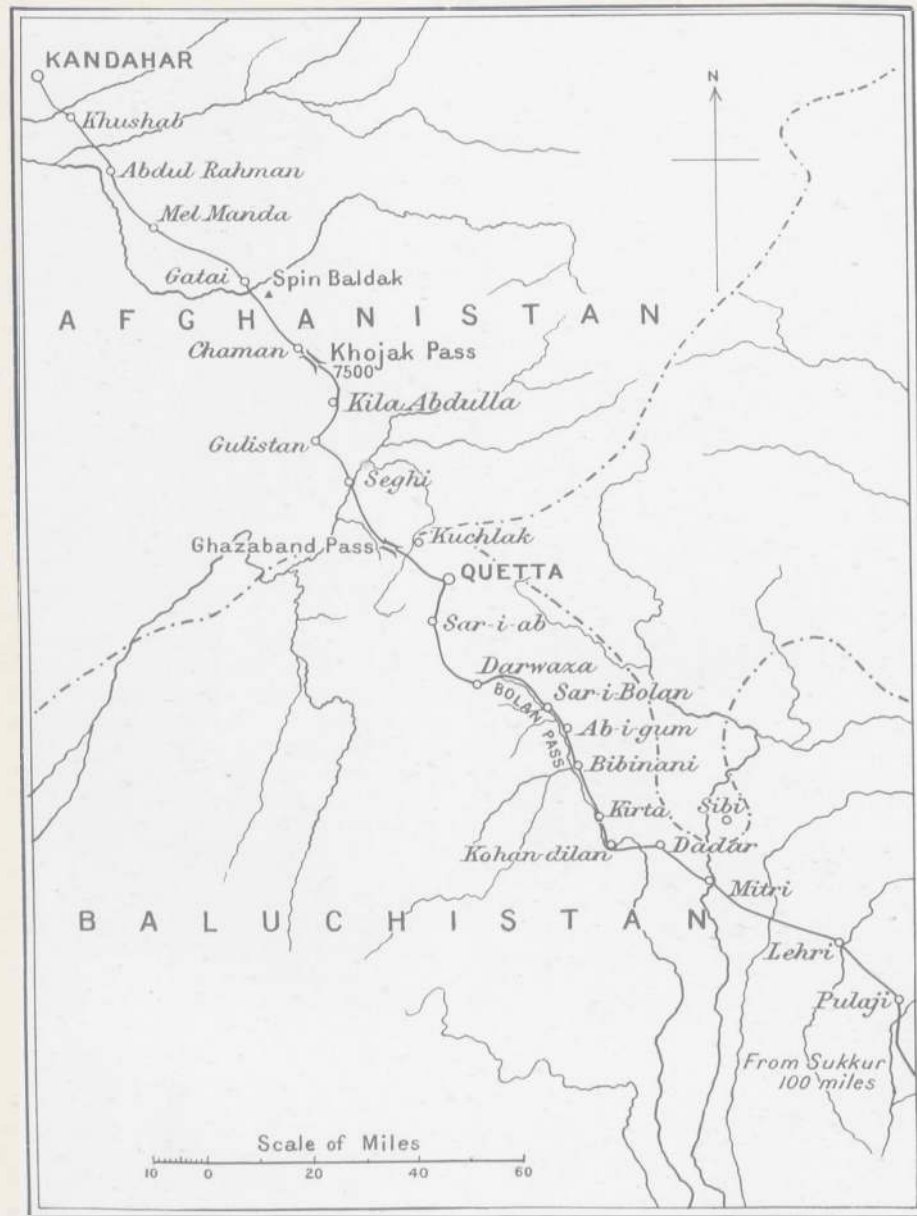 KANDAHAR
N
Khushab
Abdul Rahman
Mel Manda
Gatai
Spin Baldak
AFGHANISTAN
Chaman
Khojak Pass
7500
Kila Abdulla
Gulistan
Seghi
Ghazaband Pass
Kuchlak
QUETTA
Sar-i-ab
Darwaza
BOLAN PASS
Sar-i-Bolan
Ab-i-gum
Bibinani
Kirta
Sibi
Kohan dilan
Dadar
Mitri
BALUCHISTAN
Lehri
Pulaji
From Sukkur
100 miles
Scale of Miles
10 0 20 40 60